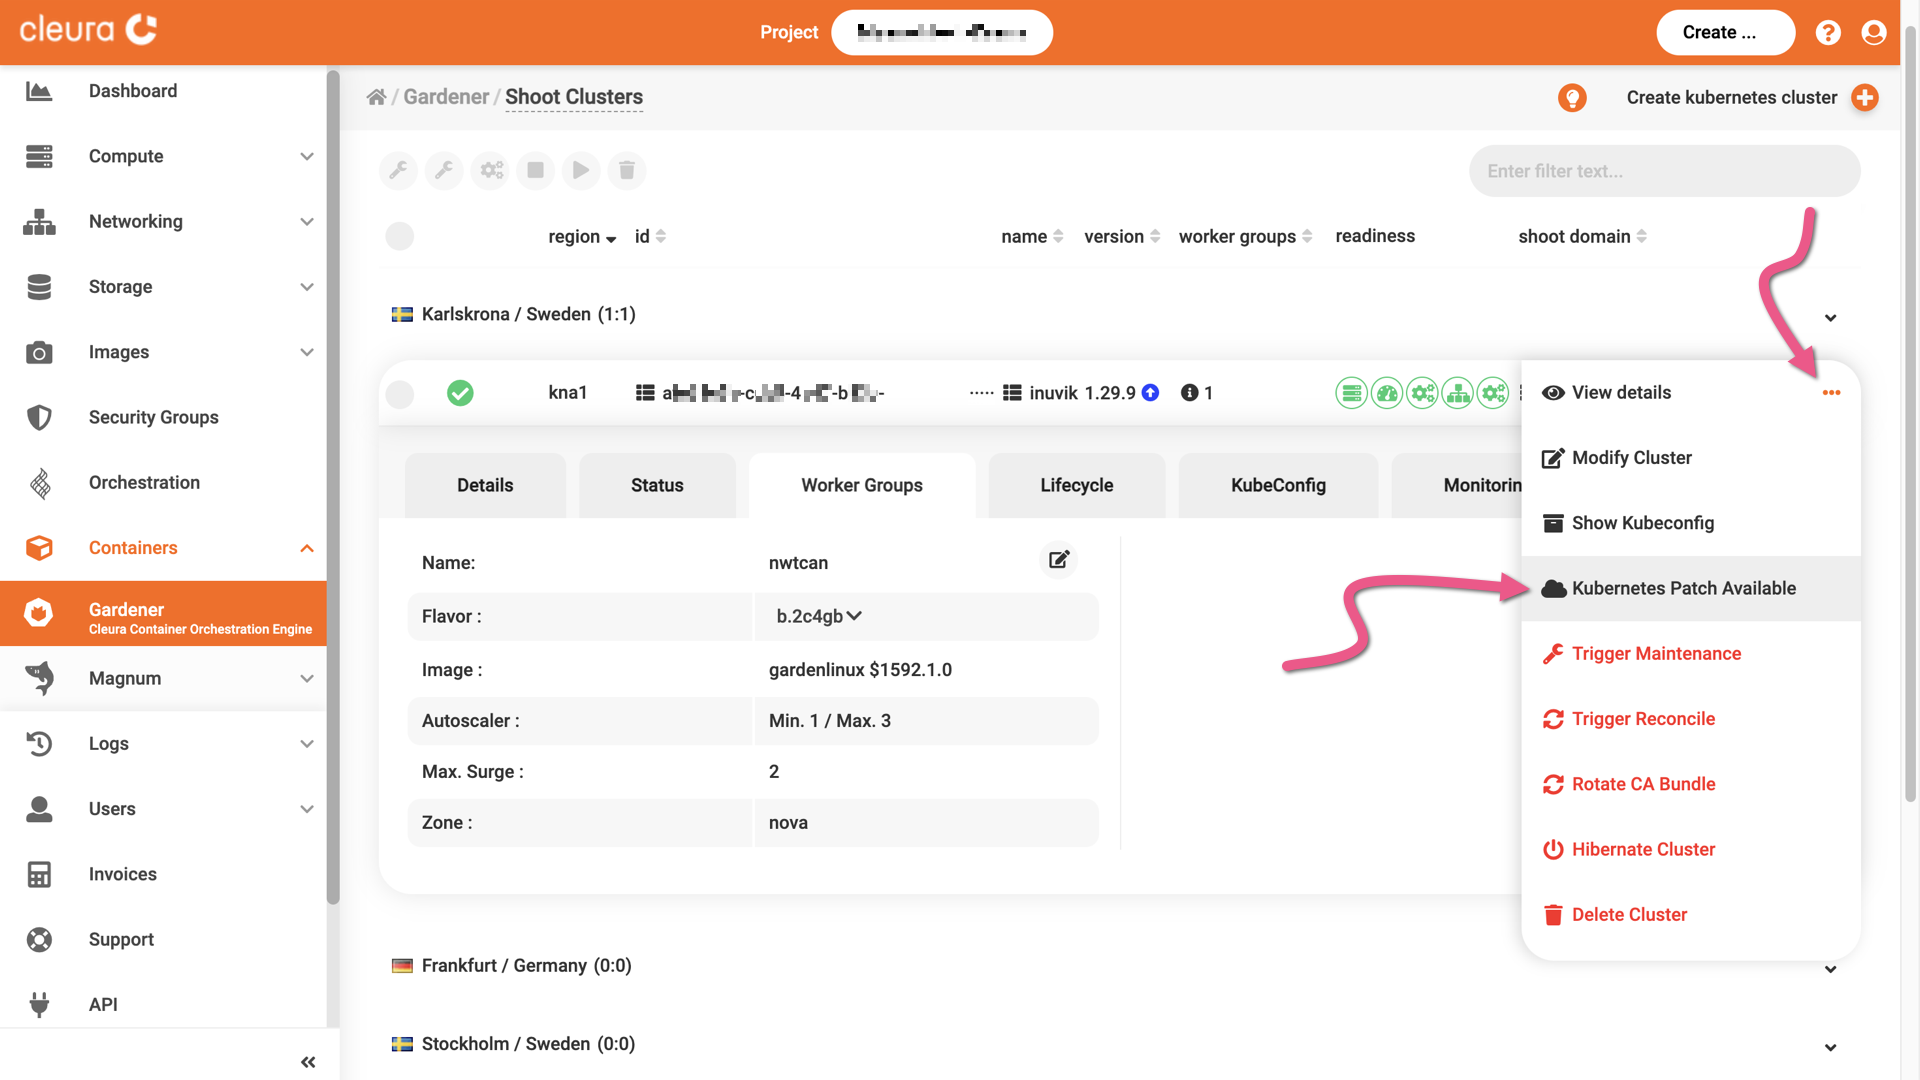 cleura
Project
Create ...
Dashboard
Compute
Networking
Storage
Images
Security Groups
Orchestration
Containers
Gardener
Cleura Container Orchestration Engine
Magnum
Logs
Users
Invoices
Support
API
/ Gardener / Shoot Clusters
Create kubernetes cluster
Enter filter text...
region id name version worker groups readiness shoot domain
Karlskrona / Sweden (1:1)
kna1 inuvik 1.29.9 1
Details Status Worker Groups Lifecycle KubeConfig Monitorin
Name: nwtcan
Flavor : b.2c4gb
Image : gardenlinux $1592.1.0
Autoscaler : Min. 1 / Max. 3
Max. Surge : 2
Zone : nova
View details
Modify Cluster
Show Kubeconfig
Kubernetes Patch Available
Trigger Maintenance
Trigger Reconcile
Rotate CA Bundle
Hibernate Cluster
Delete Cluster
Frankfurt / Germany (0:0)
Stockholm / Sweden (0:0)